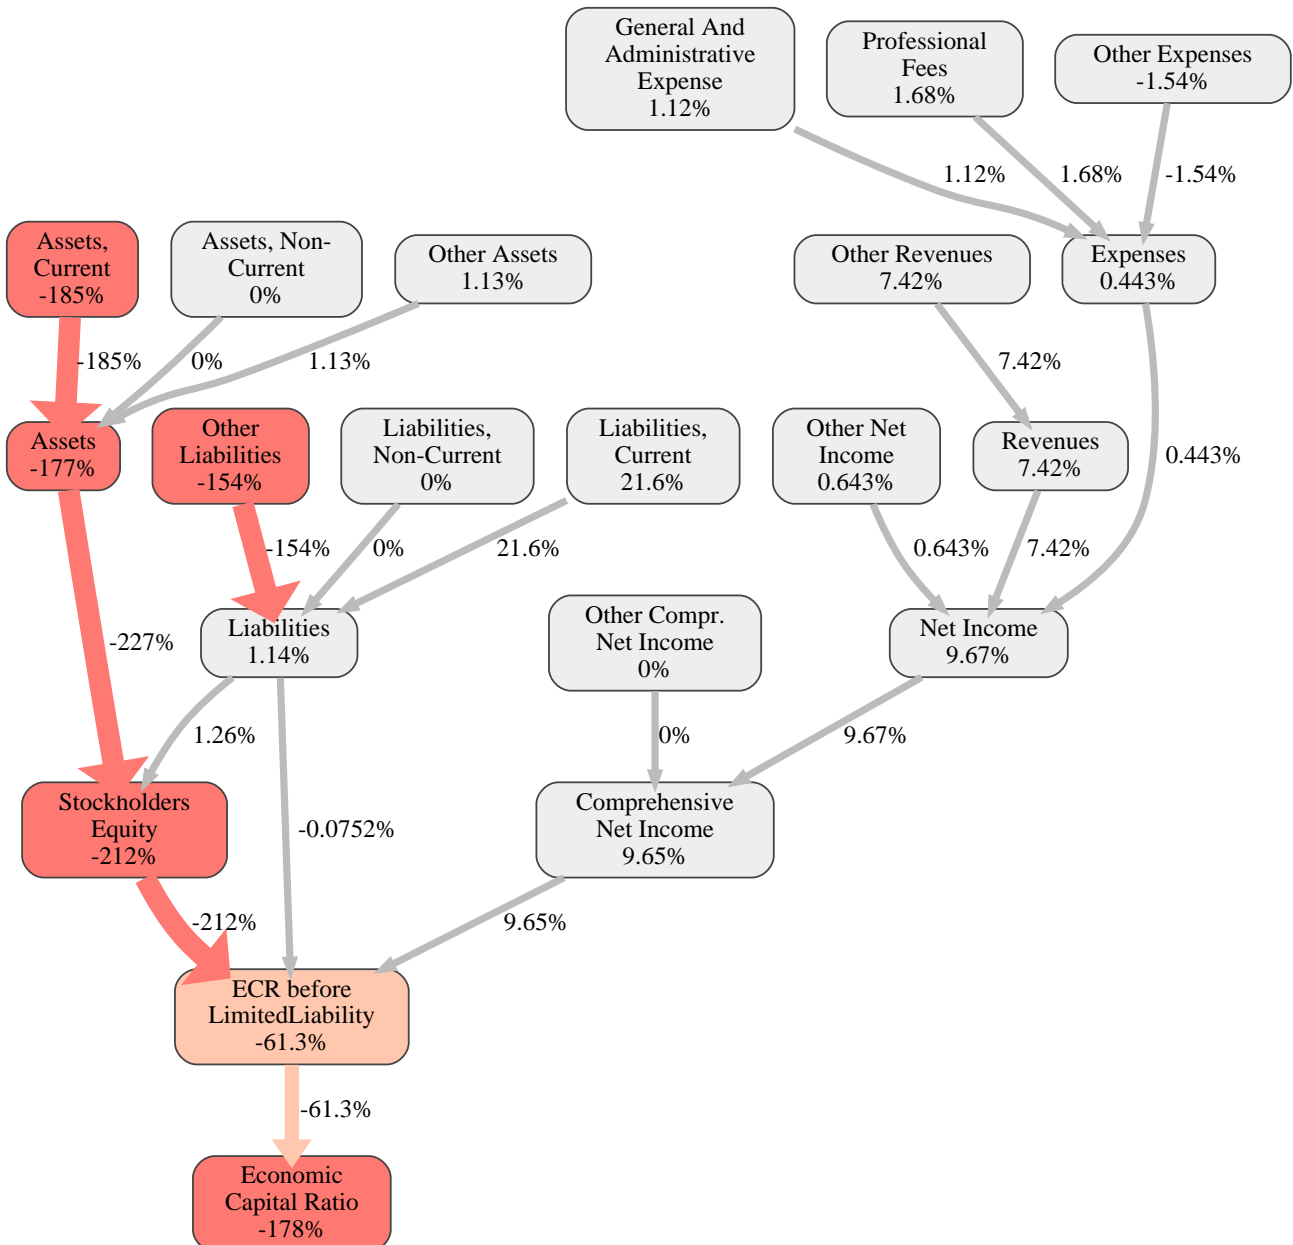 General And
Administrative
Expense
1.12%
Professional
Fees
1.68%
Other Expenses
-1.54%
1.12%
1.68%
-1.54%
Assets,
Current
-185%
Assets, Non-
Current
0%
Other Assets
1.13%
Other Revenues
7.42%
Expenses
0.443%
-185%
0%
1.13%
7.42%
Assets
-177%
Other
Liabilities
-154%
Liabilities,
Non-Current
0%
Liabilities,
Current
21.6%
Other Net
Income
0.643%
Revenues
7.42%
0.443%
-154%
0%
21.6%
0.643%
7.42%
-227%
Liabilities
1.14%
Other Compr.
Net Income
0%
Net Income
9.67%
1.26%
0%
9.67%
Stockholders
Equity
-212%
-0.0752%
Comprehensive
Net Income
9.65%
-212%
9.65%
ECR before
LimitedLiability
-61.3%
-61.3%
Economic
Capital Ratio
-178%